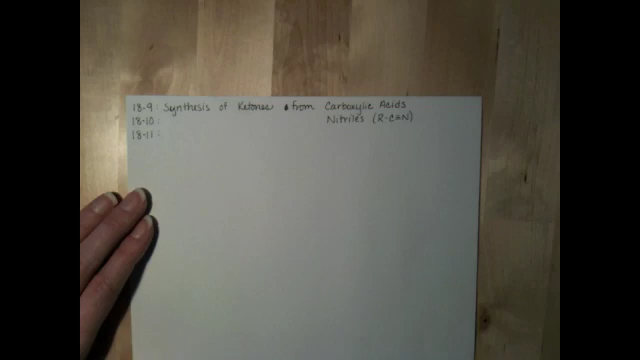 18-9: Synthesis of Ketones from Carboxylic Acids
18-10: Nitriles (R-C≡N)
18-11: